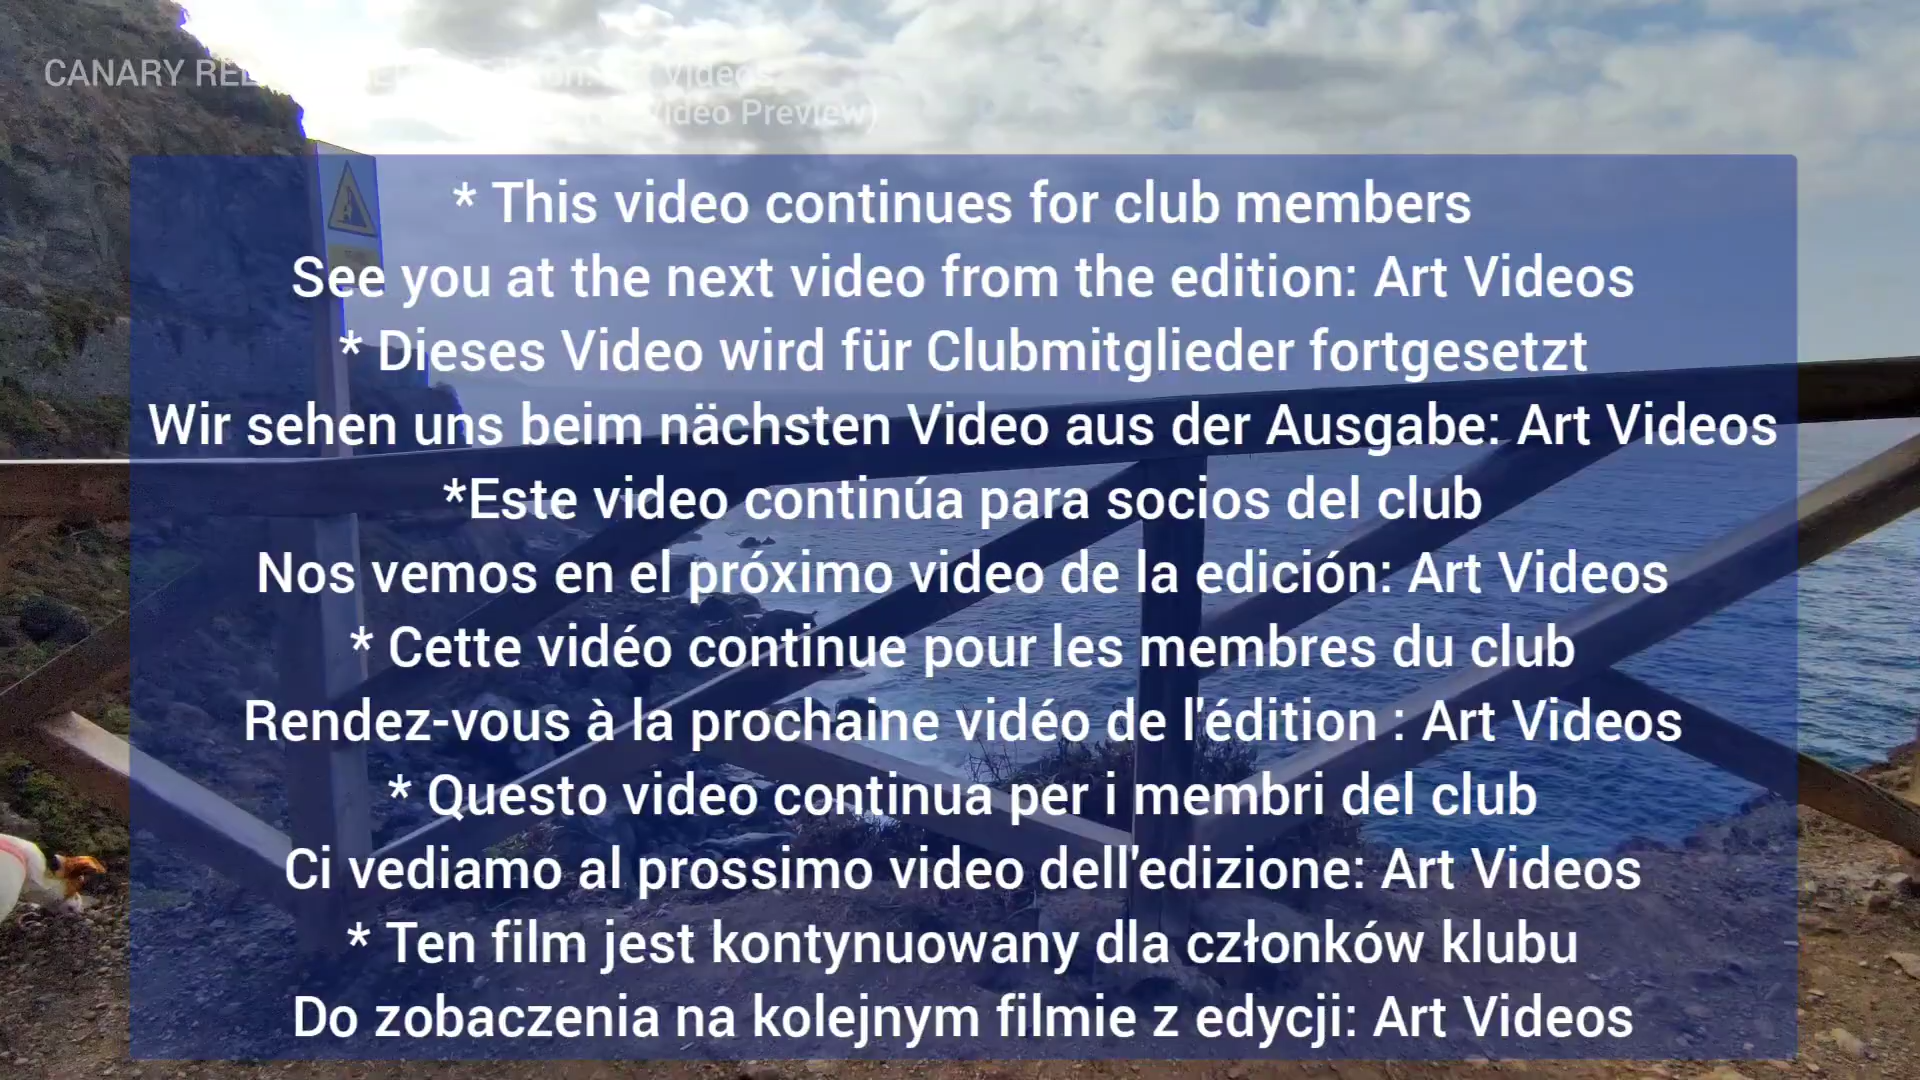 CANARY Videos
Video Preview)
* This video continues for club members
See you at the next video from the edition: Art Videos
* Dieses Video wird für Clubmitglieder fortgesetzt
Wir sehen uns beim nächsten Video aus der Ausgabe: Art Videos
*Este video continúa para socios del club
Nos vemos en el próximo video de la edición: Art Videos
* Cette vidéo continue pour les membres du club
Rendez-vous à la prochaine vidéo de l'édition : Art Videos
* Questo video continua per i membri del club
Ci vediamo al prossimo video dell'edizione: Art Videos
* Ten film jest kontynuowany dla członków klubu
Do zobaczenia na kolejnym filmie z edycji: Art Videos